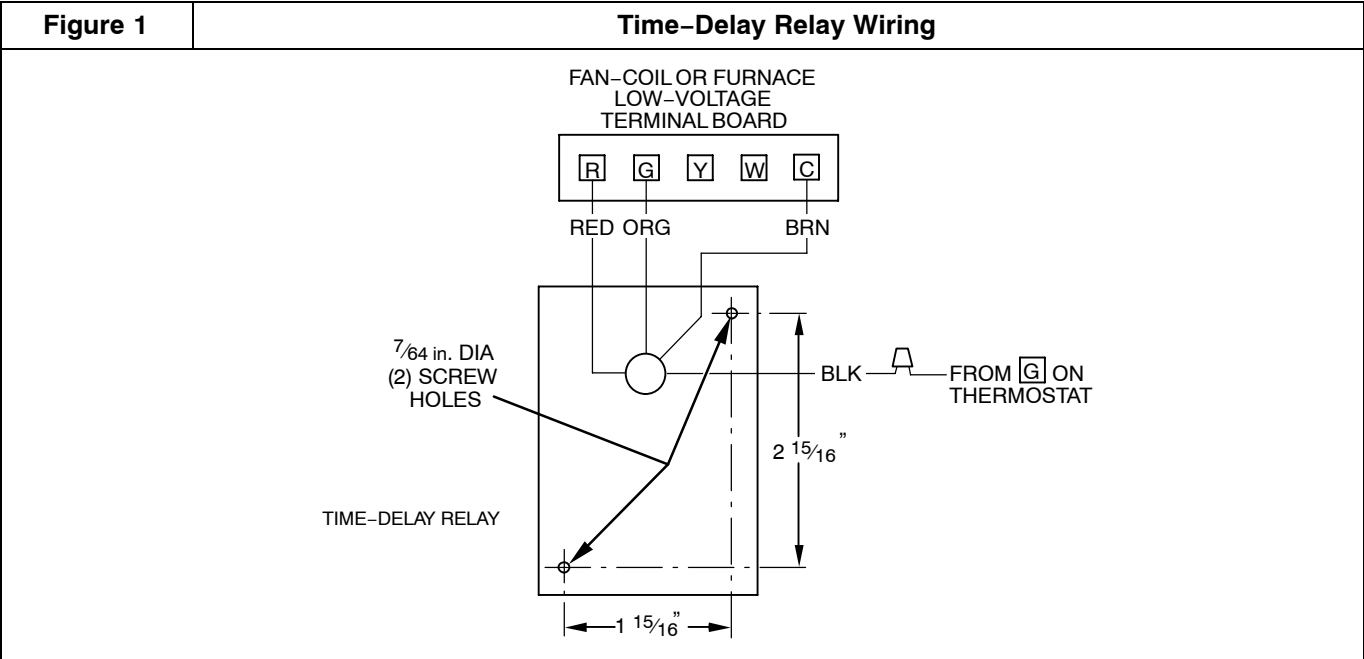 Figure 1
Time−Delay Relay Wiring
FAN−COIL OR FURNACE
LOW−VOLTAGE
TERMINAL BOARD
R G Y W C
RED ORG BRN
7⁄64 in. DIA
(2) SCREW
HOLES
BLK
FROM G ON
THERMOSTAT
2 15⁄16 ”
TIME−DELAY RELAY
1 15⁄16 ”